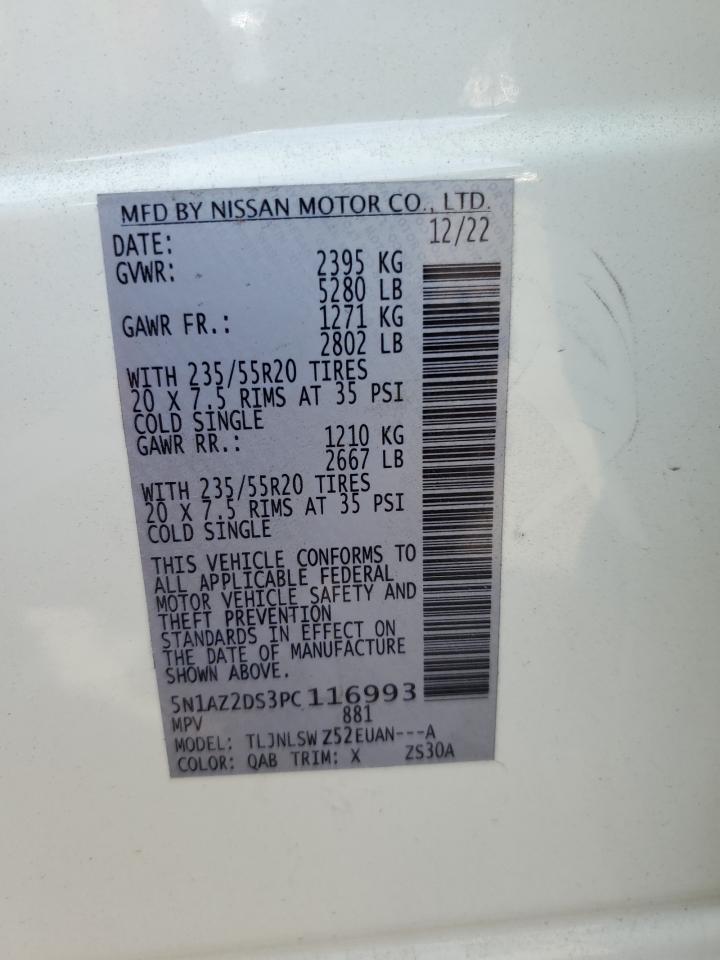 MFD BY NISSAN MOTOR CO., LTD.
DATE: 12/22
GVWR: 2395 KG
5280 LB
GAWR FR.: 1271 KG
2802 LB
WITH 235/55R20 TIRES
20 X 7.5 RIMS AT 35 PSI
COLD SINGLE
GAWR RR.: 1210 KG
2667 LB
WITH 235/55R20 TIRES
20 X 7.5 RIMS AT 35 PSI
COLD SINGLE
THIS VEHICLE CONFORMS TO
ALL APPLICABLE FEDERAL
MOTOR VEHICLE SAFETY AND
THEFT PREVENTION
STANDARDS IN EFFECT ON
THE DATE OF MANUFACTURE
SHOWN ABOVE.
5N1AZ2DS3PC116993
MPV 881
MODEL: TLJNLSW Z52EUAN---A
COLOR: QAB TRIM: X ZS30A